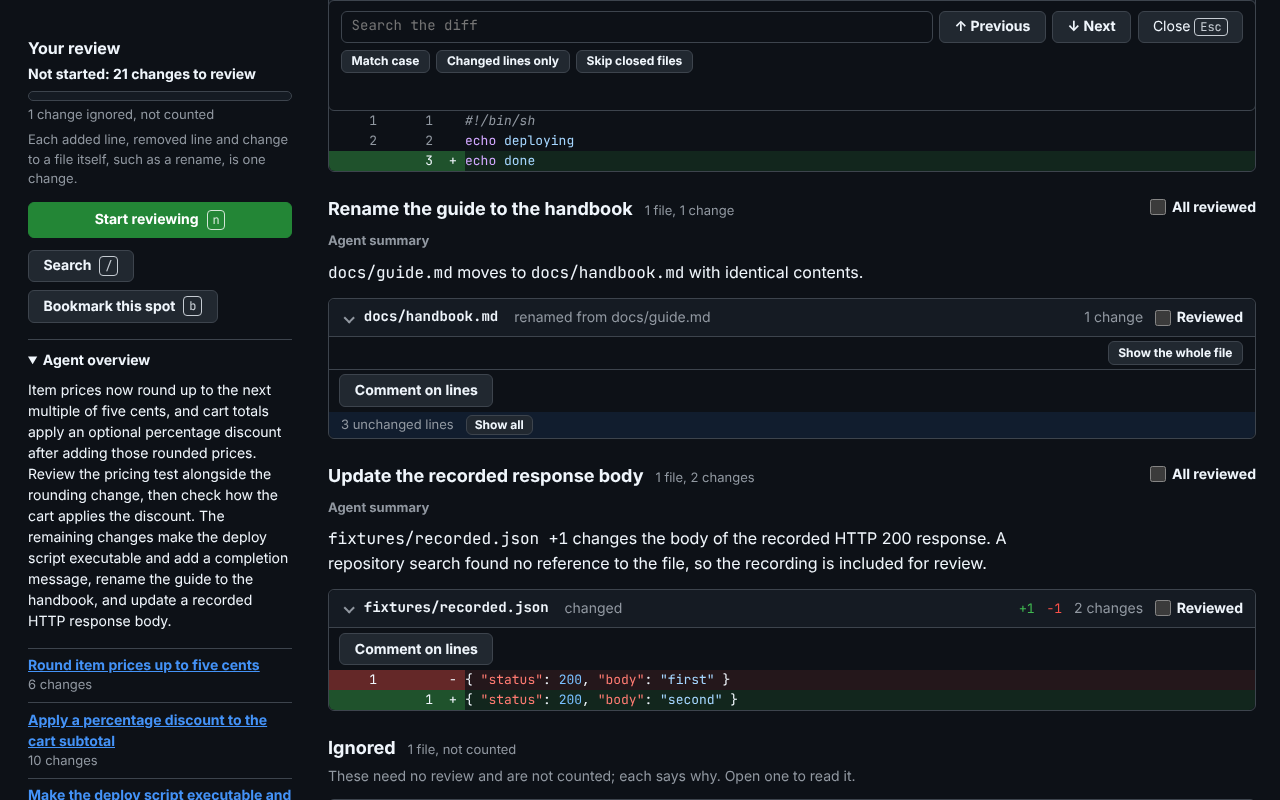 Your review
Not started: 21 changes to review
1 change ignored, not counted
Each added line, removed line and change
to a file itself, such as a rename, is one
change.
Start reviewing n
Search /
Bookmark this spot b
Agent overview
Item prices now round up to the next
multiple of five cents, and cart totals
apply an optional percentage discount
after adding those rounded prices.
Review the pricing test alongside the
rounding change, then check how the
cart applies the discount. The
remaining changes make the deploy
script executable and add a completion
message, rename the guide to the
handbook, and update a recorded
HTTP response body.
Round item prices up to five cents
6 changes
Apply a percentage discount to the
cart subtotal
10 changes
Make the deploy script executable and
Search the diff
↑ Previous
↓ Next
Close Esc
Match case
Changed lines only
Skip closed files
1 1 #!/bin/sh
2 2 echo deploying
3 + echo done
Rename the guide to the handbook 1 file, 1 change
All reviewed
Agent summary
docs/guide.md moves to docs/handbook.md with identical contents.
docs/handbook.md renamed from docs/guide.md 1 change Reviewed
Show the whole file
Comment on lines
3 unchanged lines Show all
Update the recorded response body 1 file, 2 changes
All reviewed
Agent summary
fixtures/recorded.json +1 changes the body of the recorded HTTP 200 response. A
repository search found no reference to the file, so the recording is included for review.
fixtures/recorded.json changed +1 -1 2 changes Reviewed
Comment on lines
1 - { "status": 200, "body": "first" }
1 + { "status": 200, "body": "second" }
Ignored 1 file, not counted
These need no review and are not counted; each says why. Open one to read it.